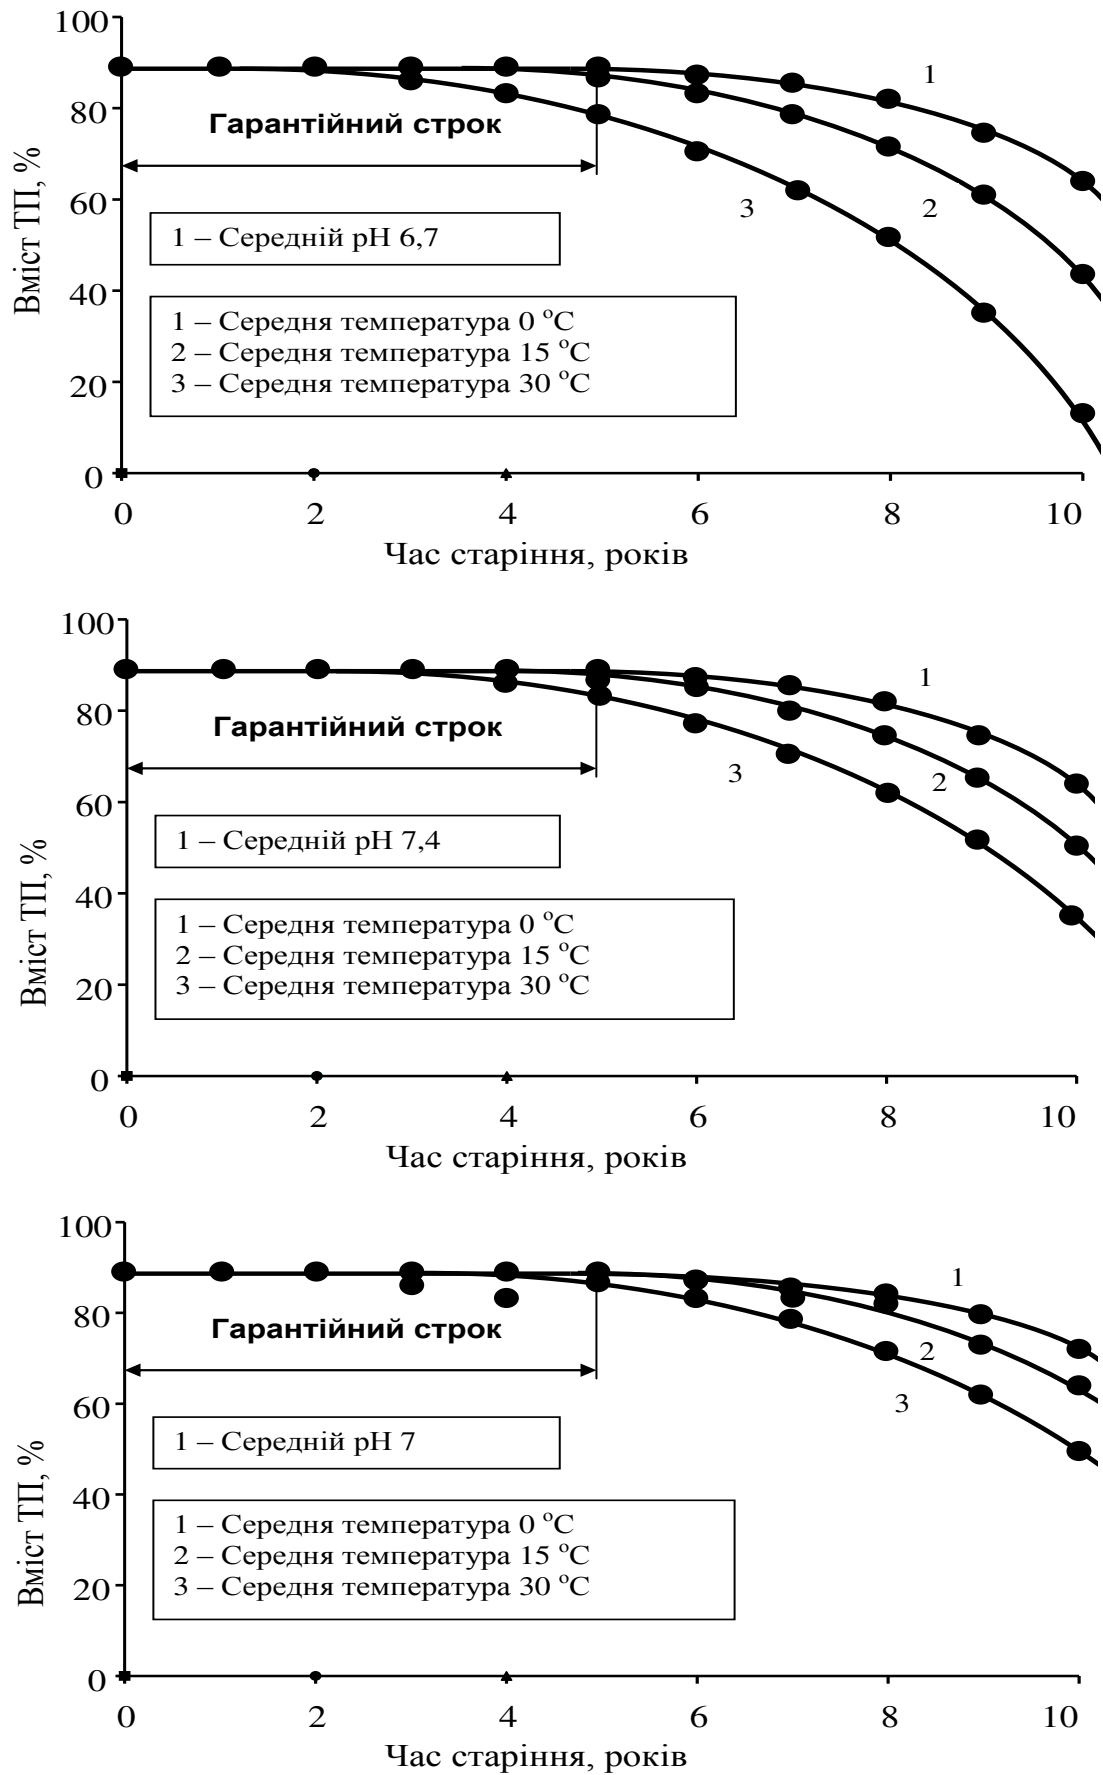 100
80
60
40
20
0
Вміст ТП, %
Гарантійний строк
1 – Середній pH 6,7
1 – Середня температура 0 °C
2 – Середня температура 15 °C
3 – Середня температура 30 °C
1
2
3
0 2 4 6 8 10
Час старіння, років
100
80
60
40
20
0
Вміст ТП, %
Гарантійний строк
1 – Середній pH 7,4
1 – Середня температура 0 °C
2 – Середня температура 15 °C
3 – Середня температура 30 °C
1
2
3
0 2 4 6 8 10
Час старіння, років
100
80
60
40
20
0
Вміст ТП, %
Гарантійний строк
1 – Середній pH 7
1 – Середня температура 0 °C
2 – Середня температура 15 °C
3 – Середня температура 30 °C
1
2
3
0 2 4 6 8 10
Час старіння, років